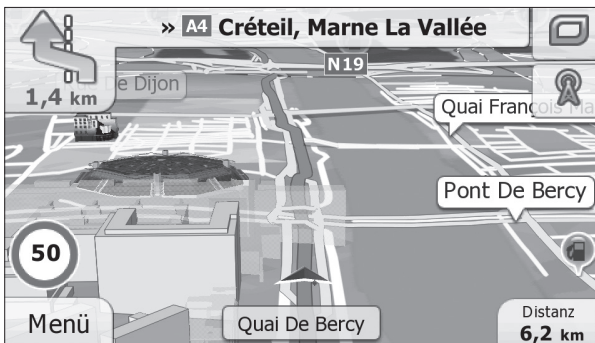 » A4 Créteil, Marne La Vallée
N19
1,4 km
De Dijon
Quai François
Pont De Bercy
50
Menü
Quai De Bercy
Distanz
6,2 km